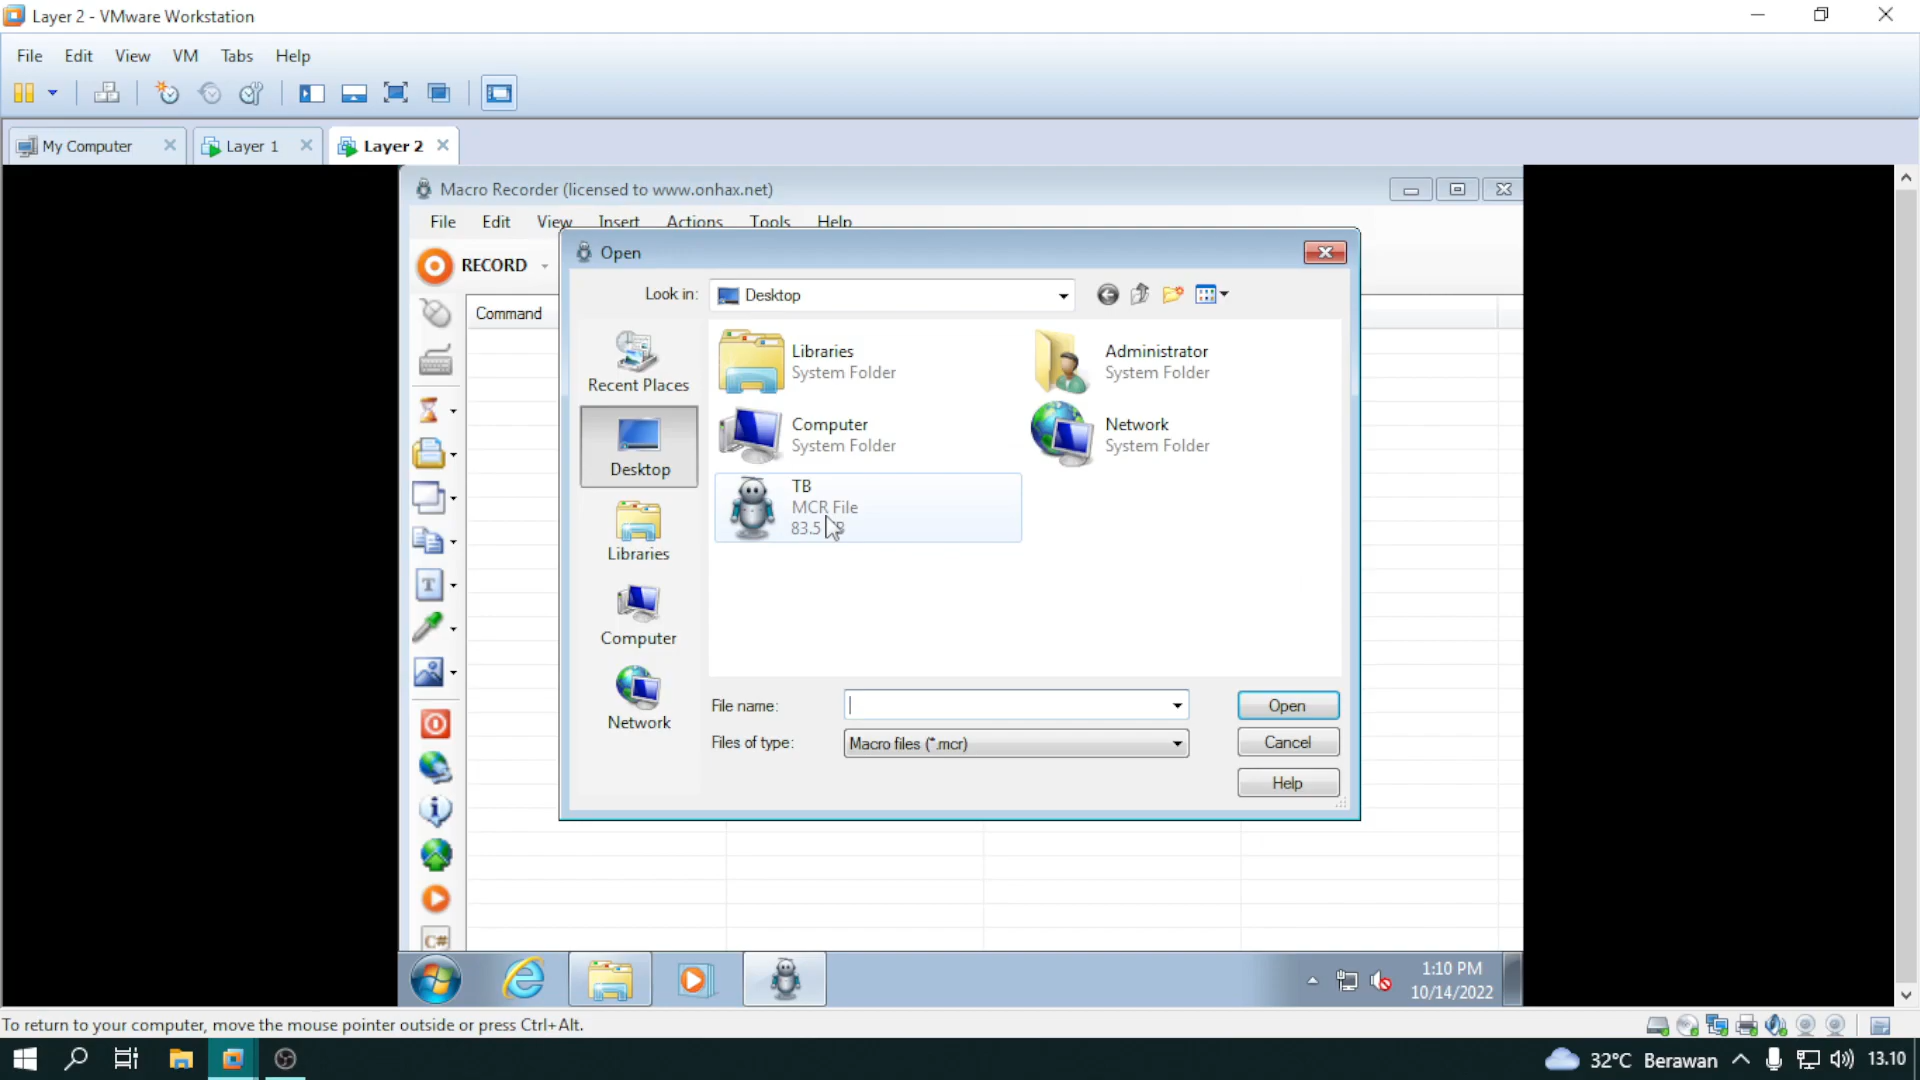 Layer 2 - VMware Workstation
File Edit View VM Tabs Help
My Computer Layer 1 Layer 2
Macro Recorder (licensed to www.onhax.net)
File Edit View Insert Actions Tools Help
RECORD
Command
Open
Look in: Desktop
Recent Places
Desktop
Libraries
Computer
Network
Libraries
System Folder
Administrator
System Folder
Computer
System Folder
Network
System Folder
TB
MCR File
83.5
File name:
Open
Files of type: Macro files (*.mcr)
Cancel
Help
T
C#
1:10 PM
10/14/2022
To return to your computer, move the mouse pointer outside or press Ctrl+Alt.
32°C Berawan
13.10